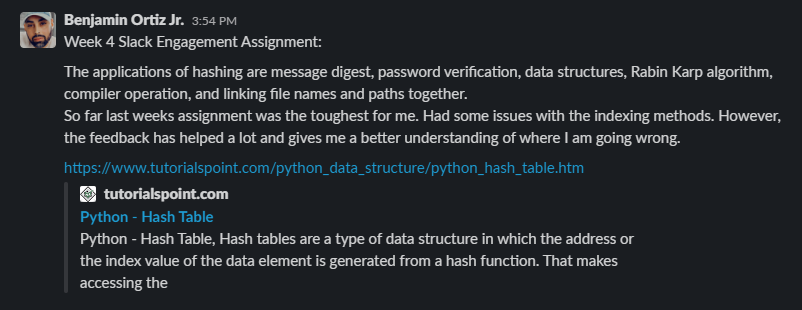 Benjamin Ortiz Jr. 3:54 PM
Week 4 Slack Engagement Assignment:
The applications of hashing are message digest, password verification, data structures, Rabin Karp algorithm,
compiler operation, and linking file names and paths together.
So far last weeks assignment was the toughest for me. Had some issues with the indexing methods. However,
the feedback has helped a lot and gives me a better understanding of where I am going wrong.
https://www.tutorialspoint.com/python_data_structure/python_hash_table.htm
tutorialspoint.com
Python - Hash Table
Python - Hash Table, Hash tables are a type of data structure in which the address or
the index value of the data element is generated from a hash function. That makes
accessing the